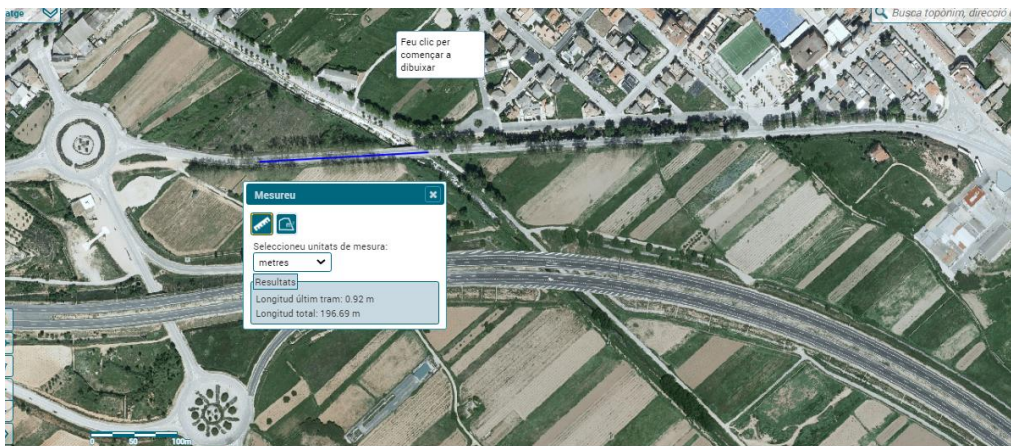 atge
Busca topònim, direcció
Feu clic per
començar a
dibuixar
Mesureu
Seleccioneu unitats de mesura:
metres
Resultats
Longitud últim tram: 0.92 m
Longitud total: 196.69 m
0 50 100m